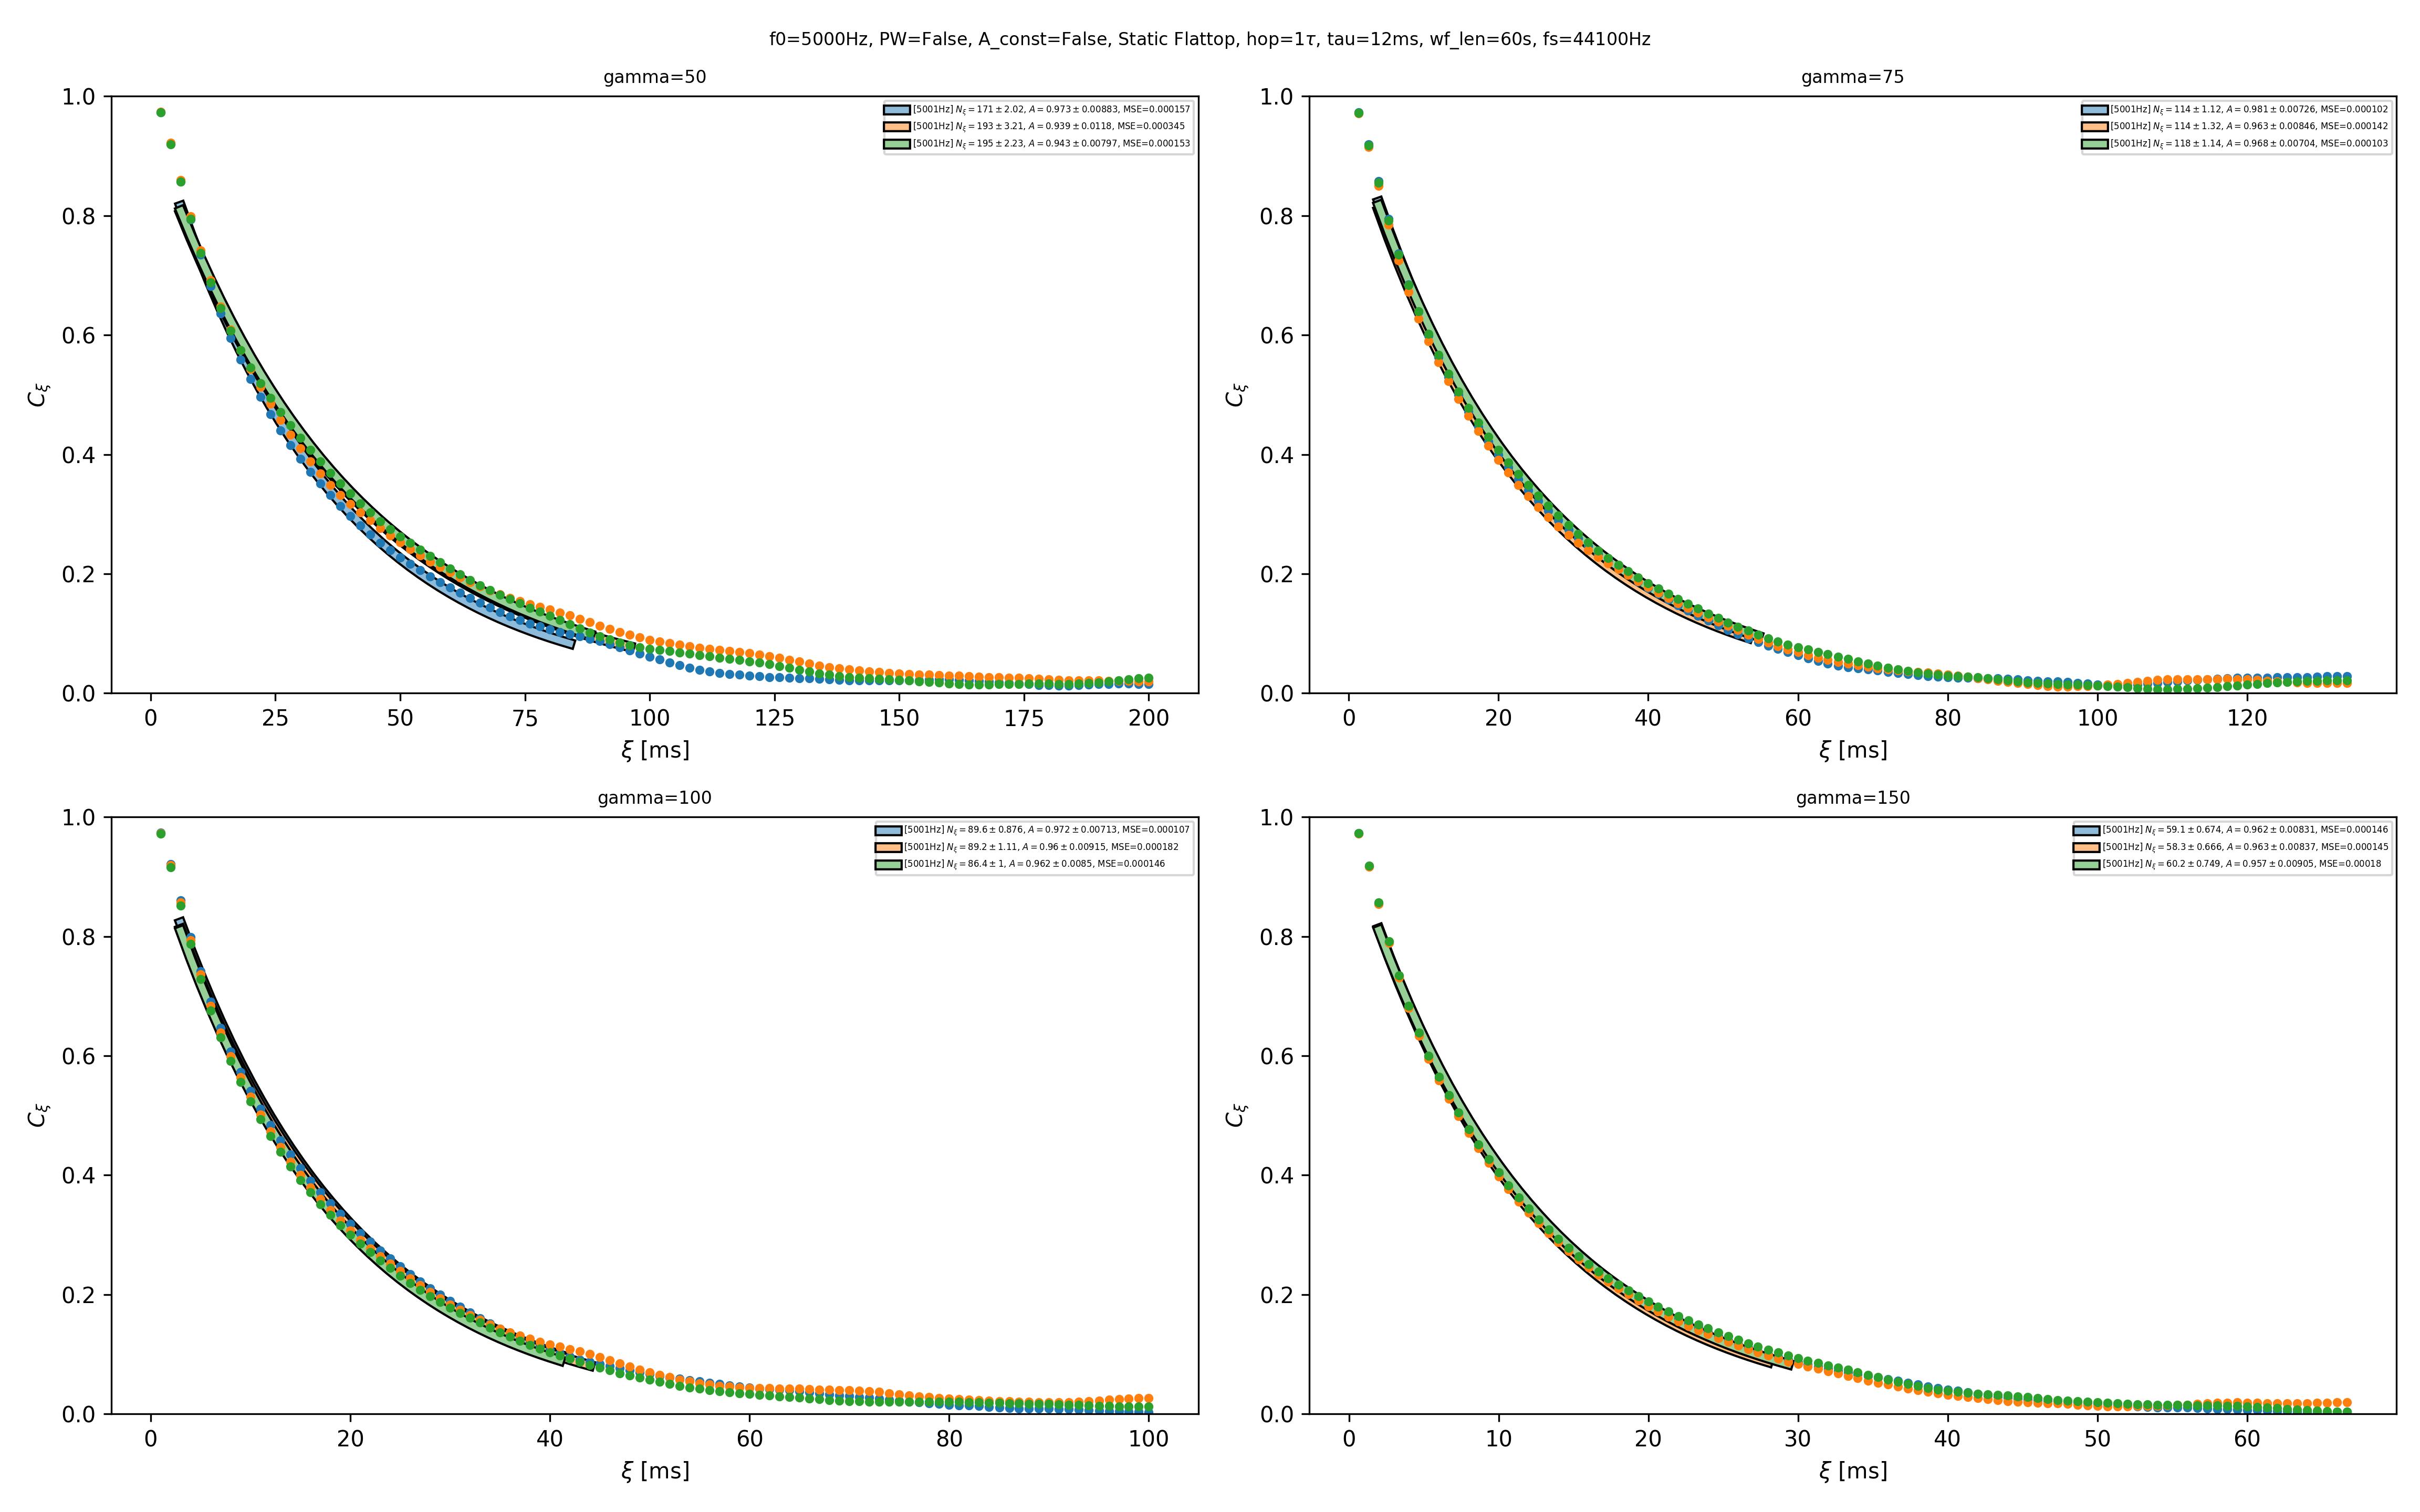 f0=5000Hz, PW=False, A_const=False, Static Flattop, hop=1τ, tau=12ms, wf_len=60s, fs=44100Hz
gamma=50
1.0
0.8
0.6
0.4
0.2
0.0
C_ξ
[5001Hz] N_ξ = 171 ± 2.02, A = 0.973 ± 0.00883, MSE=0.000157
[5001Hz] N_ξ = 193 ± 3.21, A = 0.939 ± 0.0118, MSE=0.000345
[5001Hz] N_ξ = 195 ± 2.23, A = 0.943 ± 0.00797, MSE=0.000153
0 25 50 75 100 125 150 175 200
ξ [ms]
gamma=75
1.0
0.8
0.6
0.4
0.2
0.0
C_ξ
[5001Hz] N_ξ = 114 ± 1.12, A = 0.981 ± 0.00726, MSE=0.000102
[5001Hz] N_ξ = 114 ± 1.32, A = 0.963 ± 0.00846, MSE=0.000142
[5001Hz] N_ξ = 118 ± 1.14, A = 0.968 ± 0.00704, MSE=0.000103
0 20 40 60 80 100 120
ξ [ms]
gamma=100
1.0
0.8
0.6
0.4
0.2
0.0
C_ξ
[5001Hz] N_ξ = 89.6 ± 0.876, A = 0.972 ± 0.00713, MSE=0.000107
[5001Hz] N_ξ = 89.2 ± 1.11, A = 0.96 ± 0.00915, MSE=0.000182
[5001Hz] N_ξ = 86.4 ± 1, A = 0.962 ± 0.0085, MSE=0.000146
0 20 40 60 80 100
ξ [ms]
gamma=150
1.0
0.8
0.6
0.4
0.2
0.0
C_ξ
[5001Hz] N_ξ = 59.1 ± 0.674, A = 0.962 ± 0.00831, MSE=0.000146
[5001Hz] N_ξ = 58.3 ± 0.666, A = 0.963 ± 0.00837, MSE=0.000145
[5001Hz] N_ξ = 60.2 ± 0.749, A = 0.957 ± 0.00905, MSE=0.00018
0 10 20 30 40 50 60
ξ [ms]